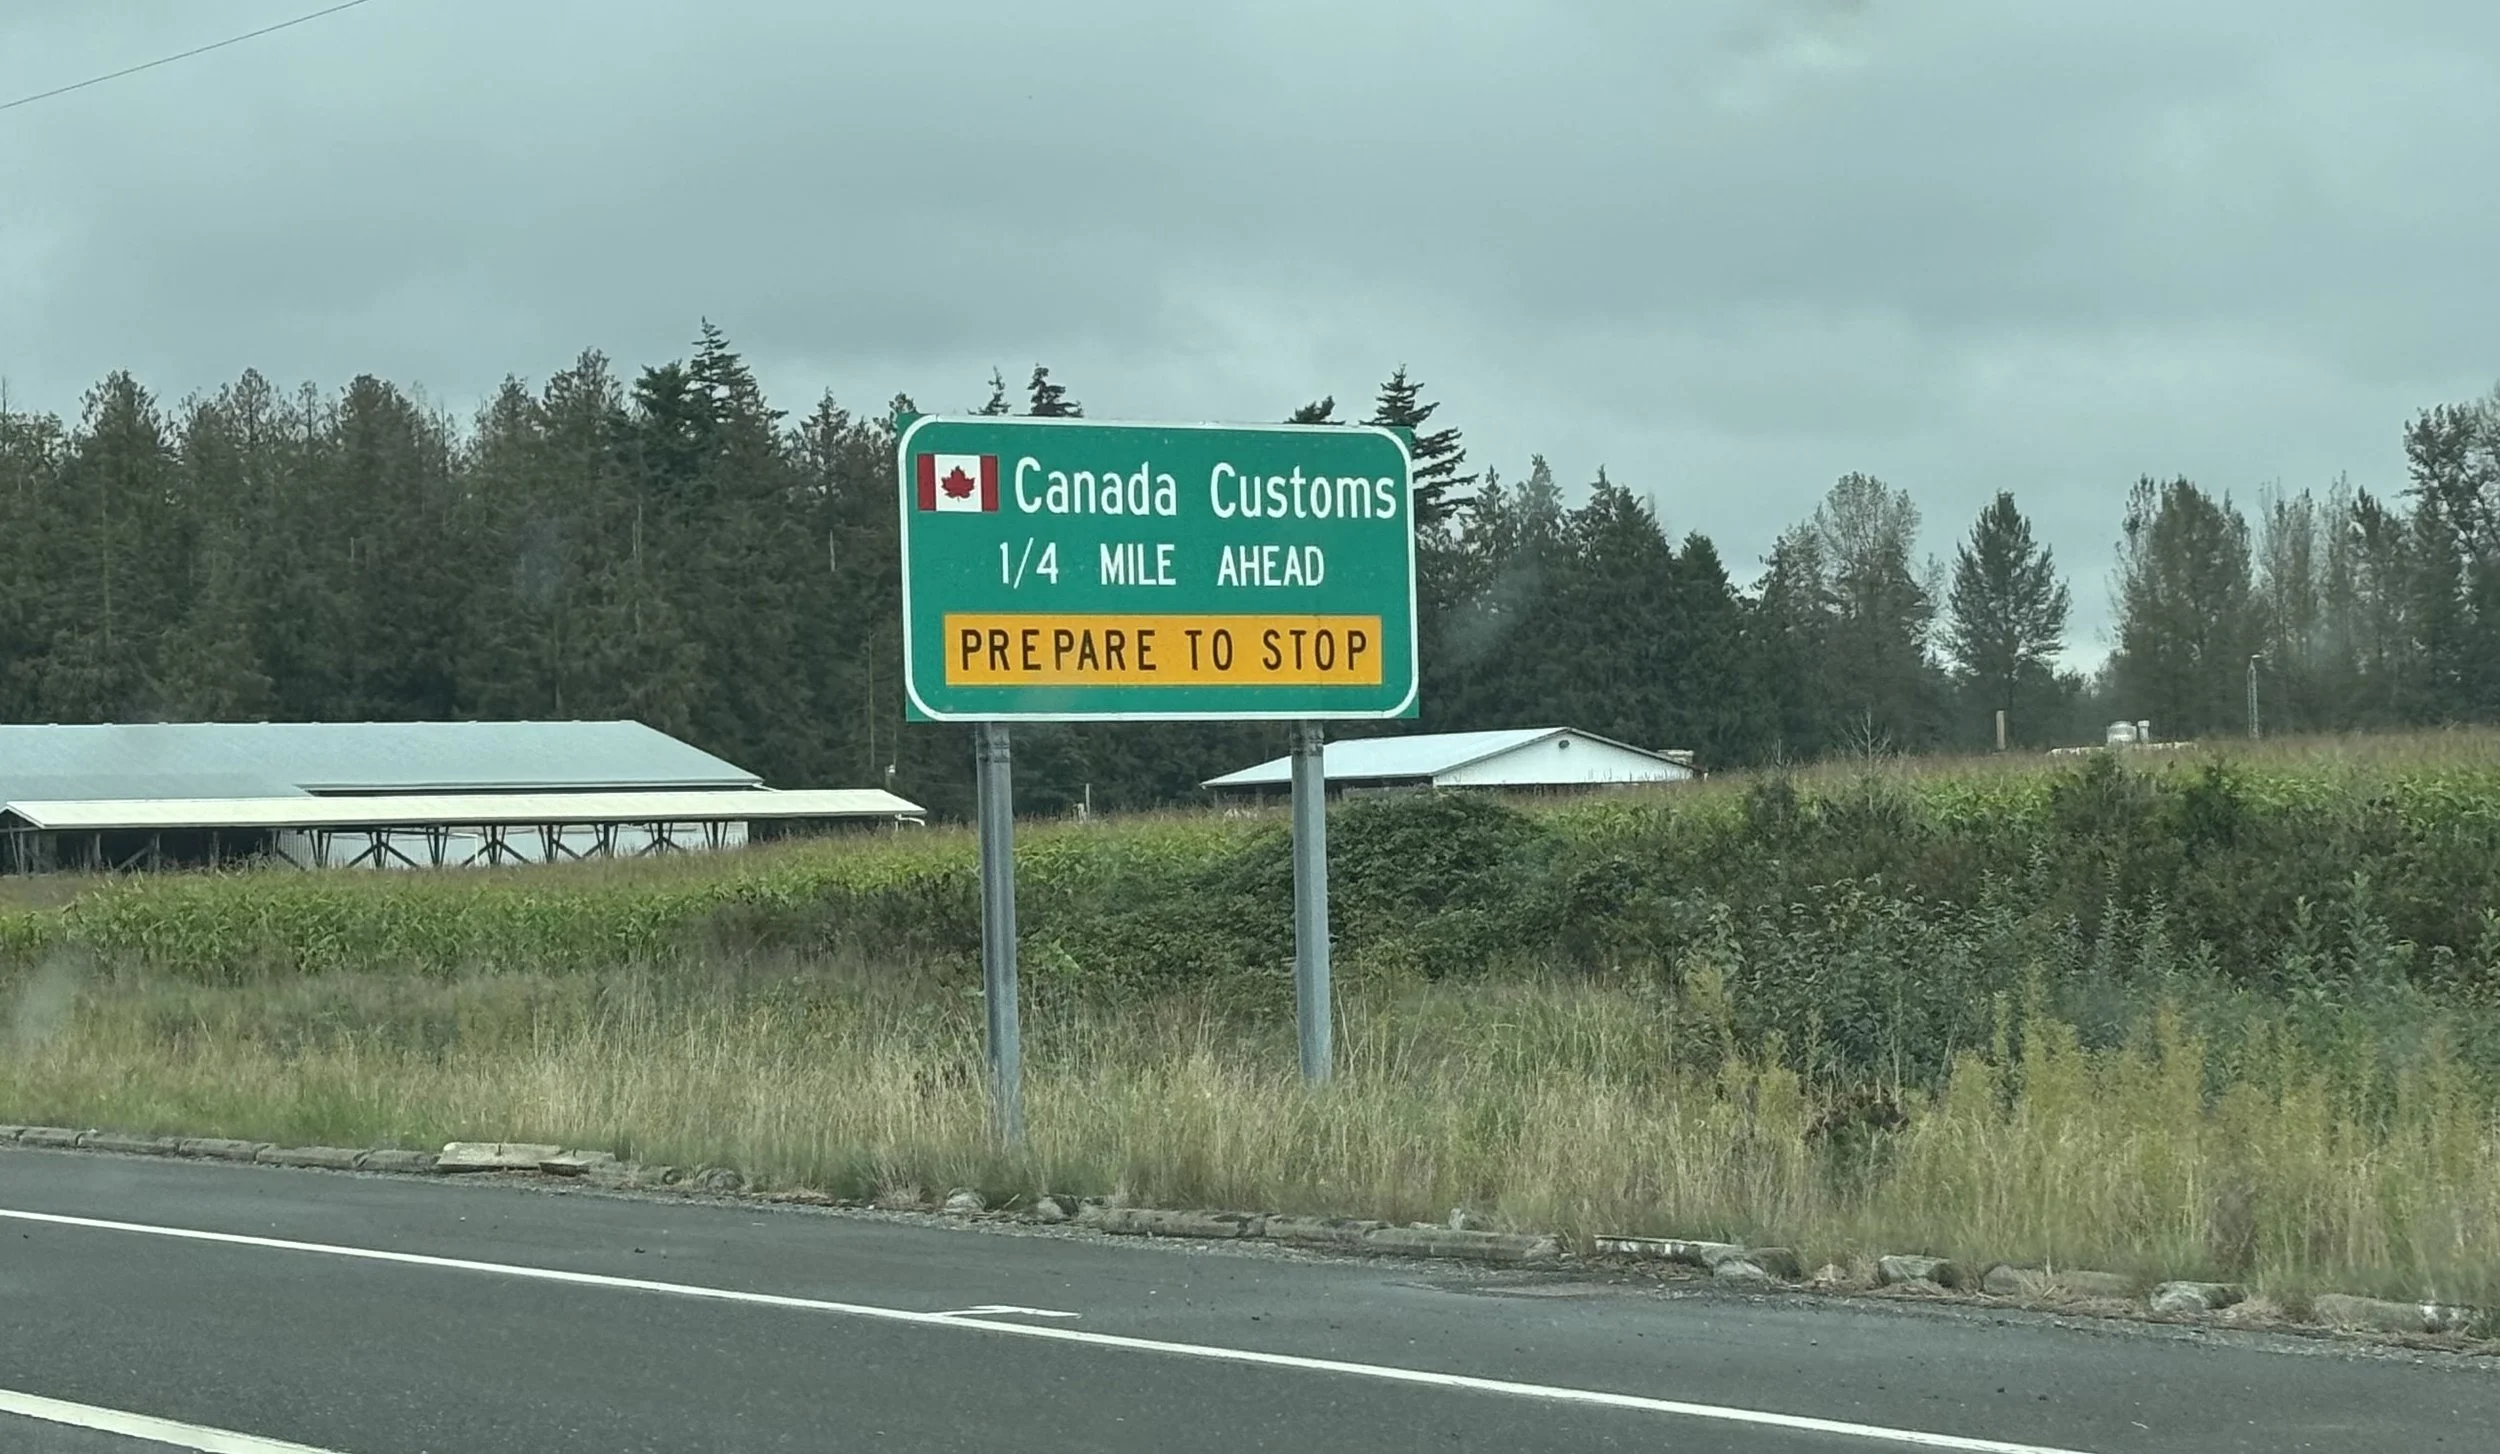 Canada Customs
1/4 MILE AHEAD
PREPARE TO STOP